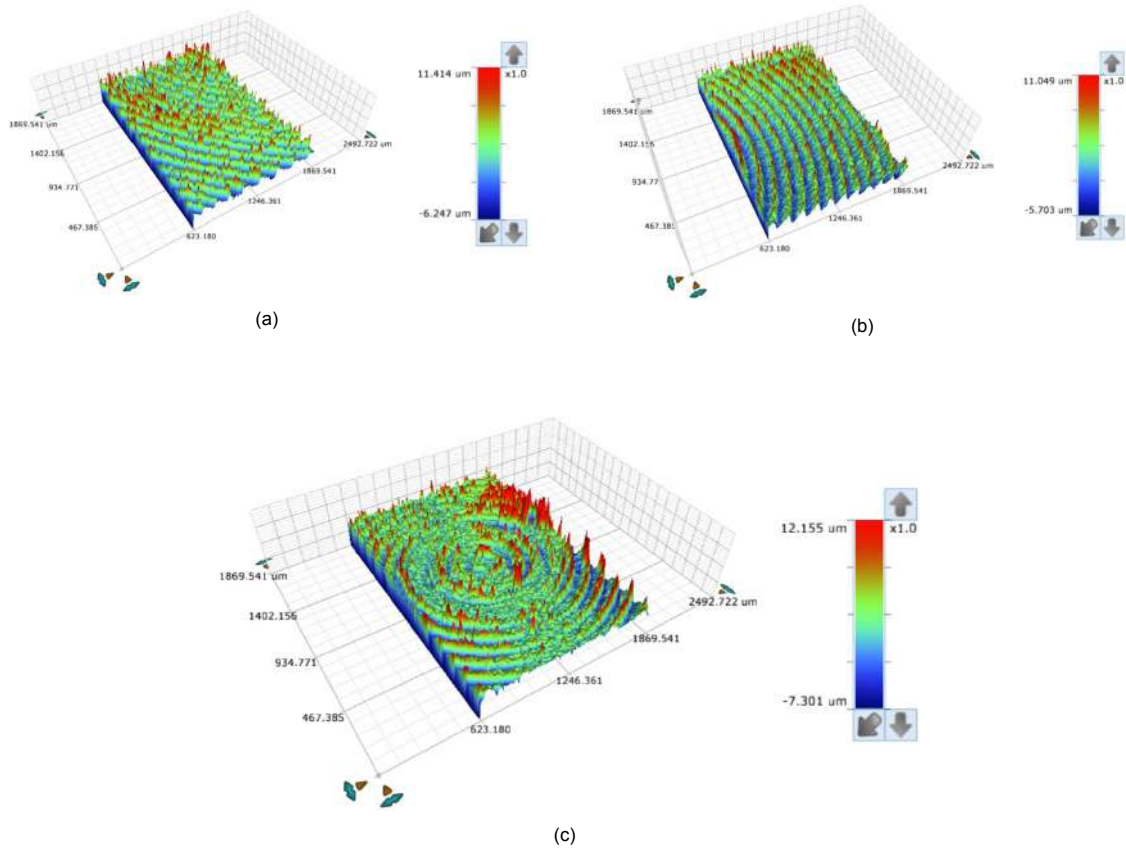 11.414 um
x1.0
-6.247 um
1869.541 um
1402.156
934.771
467.385
623.180
1246.361
1869.541
2492.722 um
(a)
11.049 um
x1.0
-5.703 um
1869.541 um
1402.156
934.77
467.385
623.180
1246.361
1869.541
2492.722 um
(b)
12.155 um
x1.0
-7.301 um
1869.541 um
1402.156
934.771
467.385
623.180
1246.361
1869.541
2492.722 um
(c)